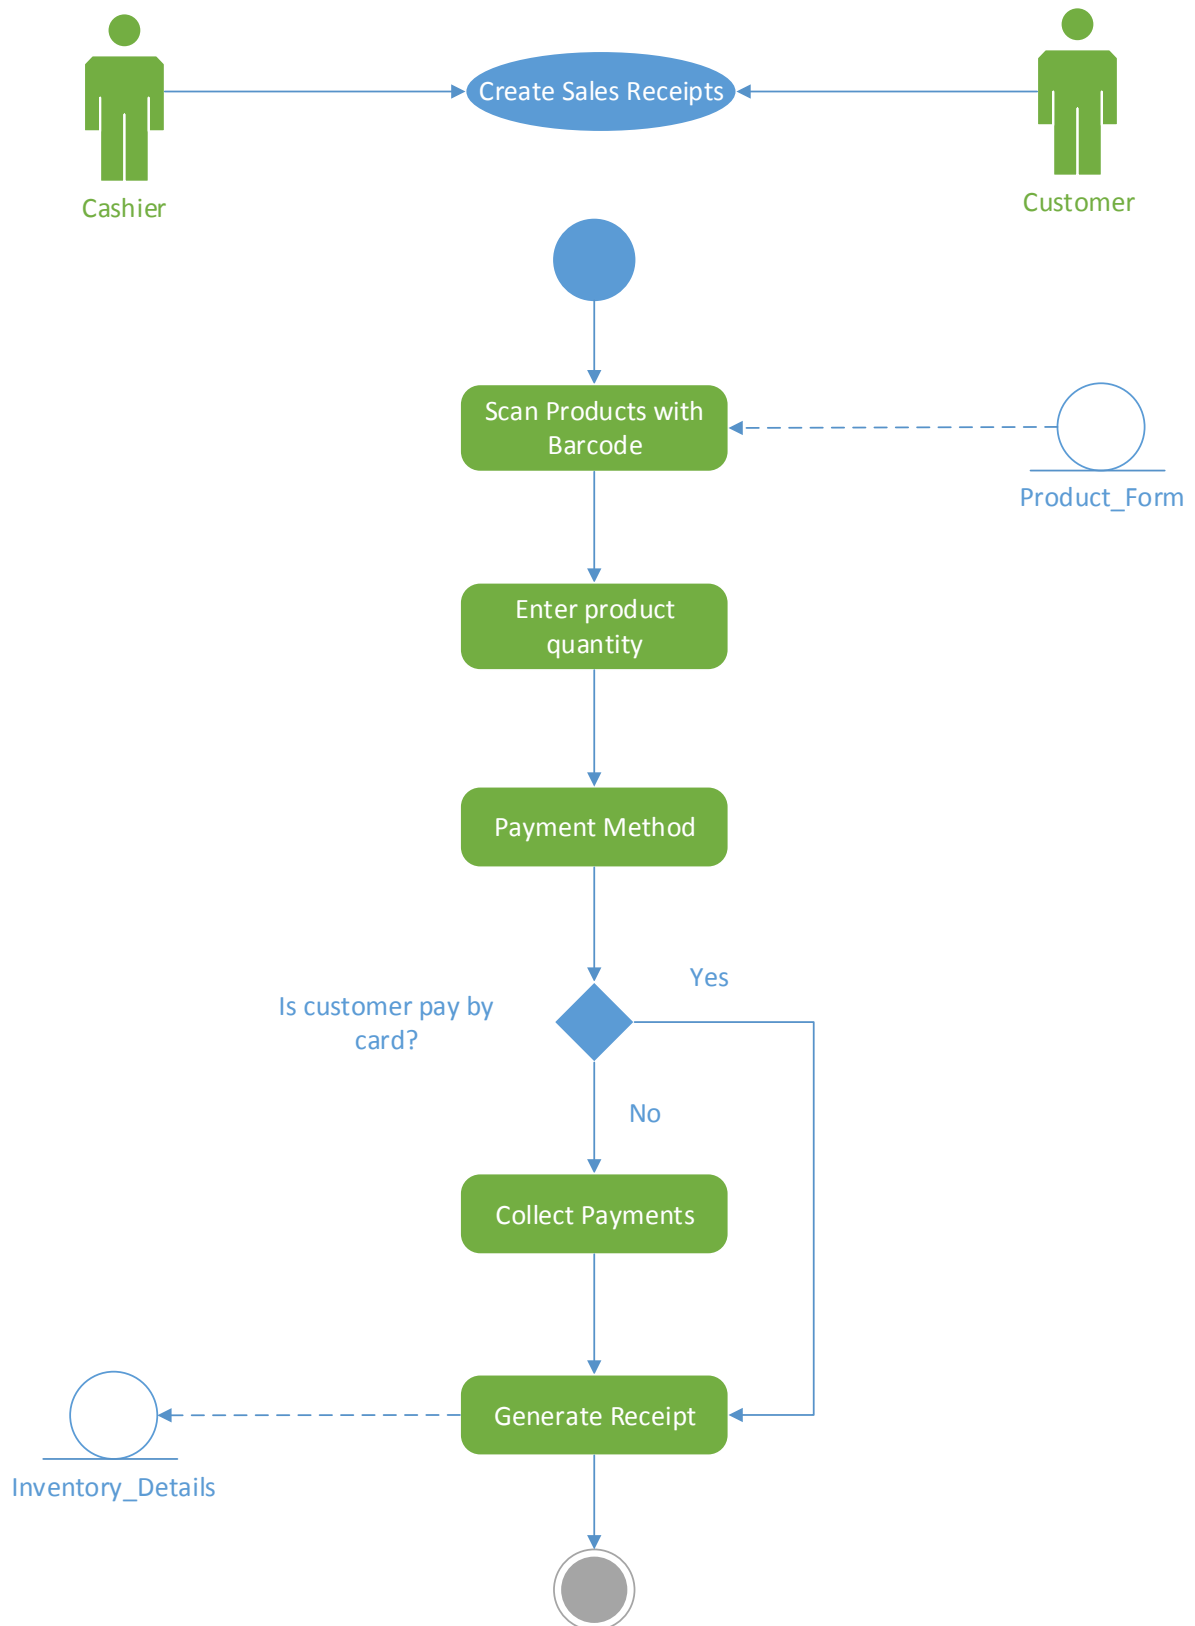 Create Sales Receipts
Cashier
Customer
Scan Products with
Barcode
Product_Form
Enter product
quantity
Payment Method
Yes
Is customer pay by
card?
No
Collect Payments
Generate Receipt
Inventory_Details